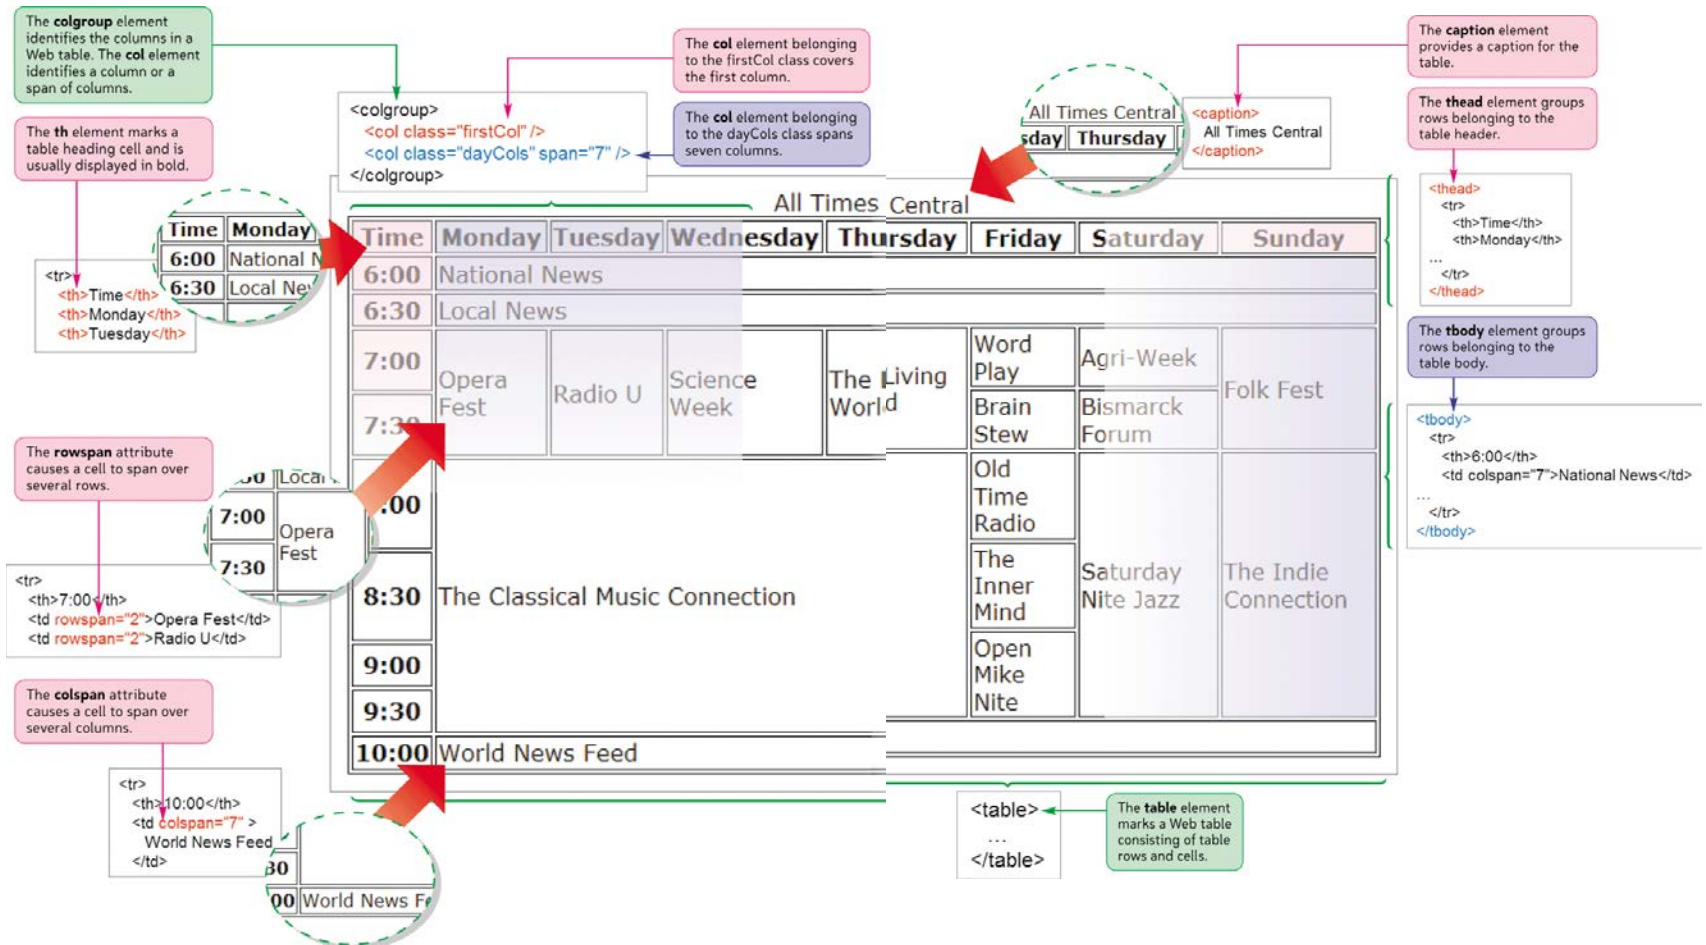 The colgroup element
identifies the columns in a
Web table. The col element
identifies a column or a
span of columns.
<colgroup>
<col class="firstCol" />
<col class="dayCols" span="7" />
</colgroup>
The col element belonging
to the firstCol class covers
the first column.
The col element belonging
to the dayCols class spans
seven columns.
All Times Central
sday Thursday
<caption>
All Times Central
</caption>
The caption element
provides a caption for the
table.
The thead element groups
rows belonging to the
table header.
<thead>
<tr>
<th>Time</th>
<th>Monday</th>
...
</tr>
</thead>
The th element marks a
table heading cell and is
usually displayed in bold.
<tr>
<th>Time</th>
<th>Monday</th>
<th>Tuesday</th>
Time Monday
6:00 National N
6:30 Local New
All Times Central
Time Monday Tuesday Wednesday Thursday Friday Saturday Sunday
6:00 National News
6:30 Local News
7:00
7:30
Opera
Fest
Radio U
Science
Week
The Living
World
Word
Play
Brain
Stew
Agri-Week
Bismarck
Forum
Folk Fest
:00
8:30
9:00
9:30
The Classical Music Connection
Old
Time
Radio
The
Inner
Mind
Open
Mike
Nite
Saturday
Nite Jazz
The Indie
Connection
10:00 World News Feed
The tbody element groups
rows belonging to the
table body.
<tbody>
<tr>
<th>6:00</th>
<td colspan="7">National News</td>
...
</tr>
</tbody>
The rowspan attribute
causes a cell to span over
several rows.
Local
7:00
7:30
Opera
Fest
<tr>
<th>7:00</th>
<td rowspan="2">Opera Fest</td>
<td rowspan="2">Radio U</td>
The colspan attribute
causes a cell to span over
several columns.
<tr>
<th>10:00</th>
<td colspan="7" >
World News Feed
</td>
30
00 World News Fe
<table>
...
</table>
The table element
marks a Web table
consisting of table
rows and cells.